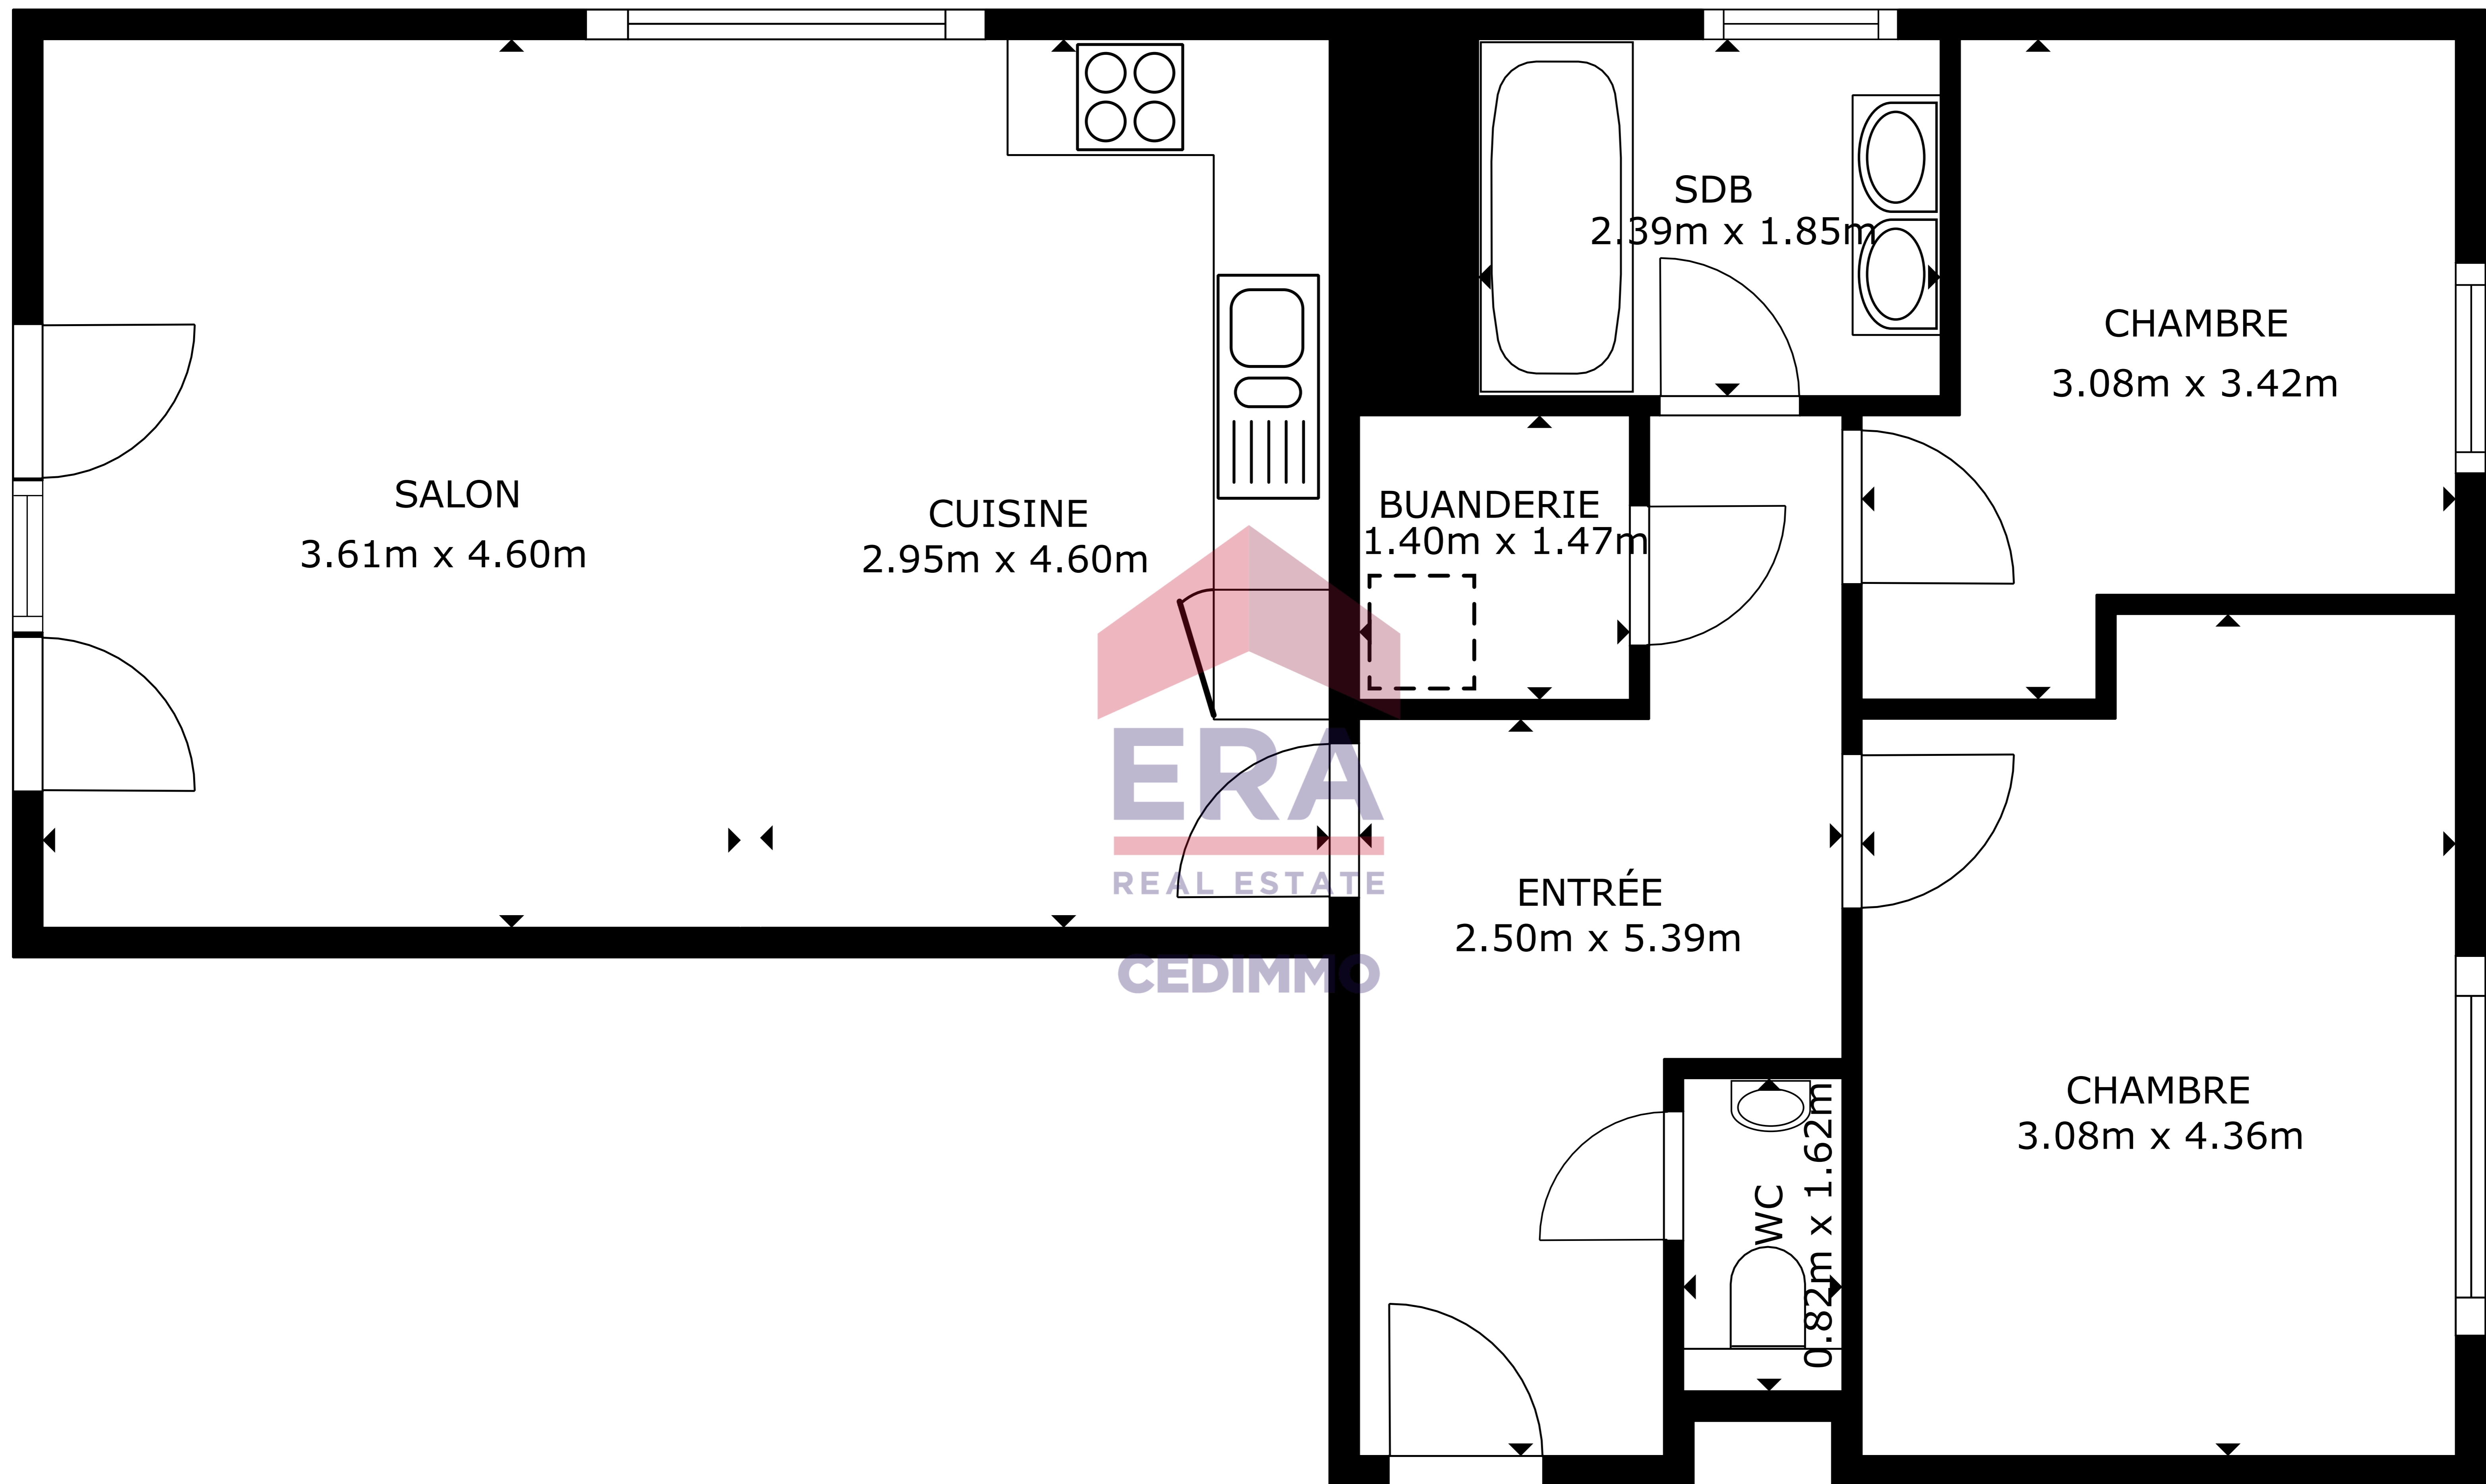 SDB
2.39m x 1.85m
CHAMBRE
3.08m x 3.42m
SALON
3.61m x 4.60m
CUISINE
2.95m x 4.60m
BUANDERIE
1.40m x 1.47m
ERA
REAL ESTATE
CEDIMMO
ENTRÉE
2.50m x 5.39m
WC
0.82m x 1.62m
CHAMBRE
3.08m x 4.36m